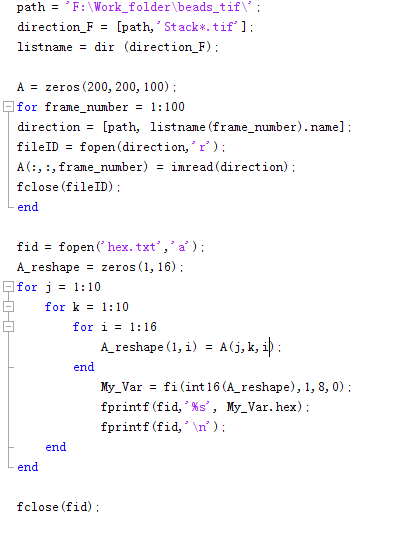 path = 'F:\Work_folder\beads_tif\';
direction_F = [path,'Stack*.tif'];
listname = dir (direction_F);
A = zeros(200,200,100);
for frame_number = 1:100
direction = [path, listname(frame_number).name];
fileID = fopen(direction,'r');
A(:,:,frame_number) = imread(direction);
fclose(fileID);
end
fid = fopen('hex.txt','a');
A_reshape = zeros(1,16);
for j = 1:10
for k = 1:10
for i = 1:16
A_reshape(1,i) = A(j,k,i);
end
My_Var = fi(int16(A_reshape),1,8,0);
fprintf(fid,'%s', My_Var.hex);
fprintf(fid,'\n');
end
end
fclose(fid);